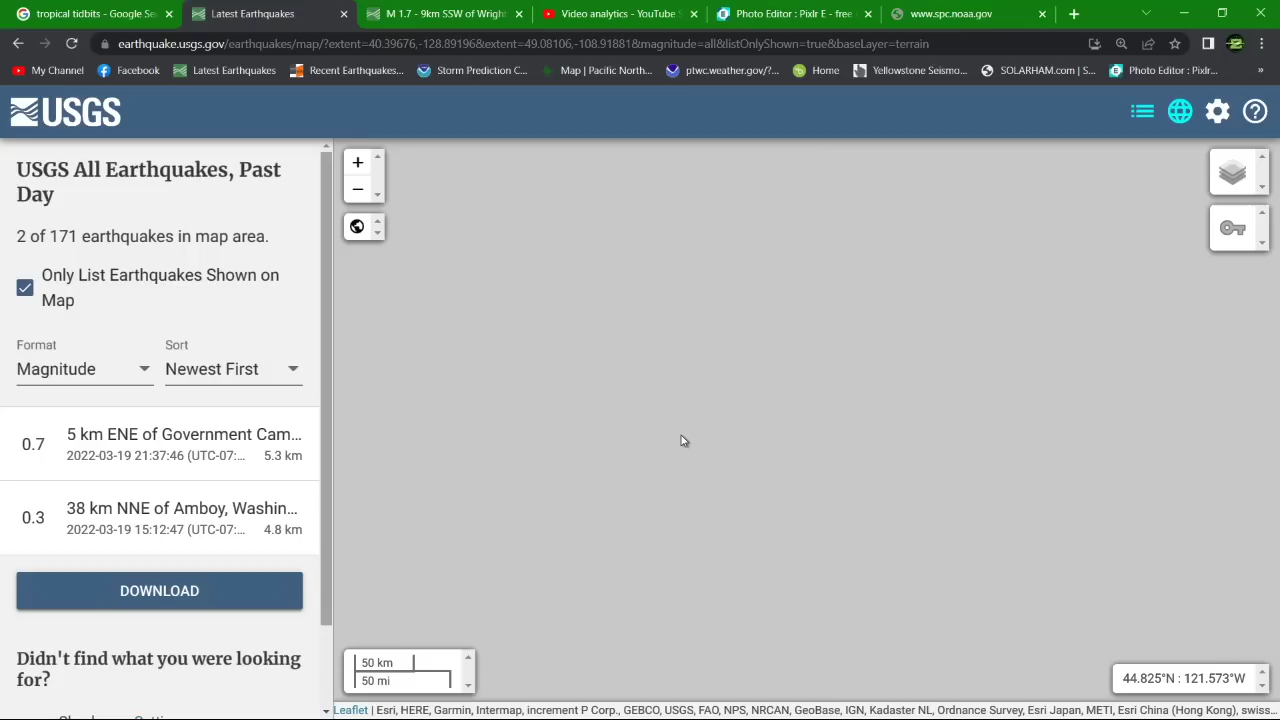 tropical tidbits - Google Se
Latest Earthquakes
M 1.7 - 9km SSW of Wright
Video analytics - YouTube S
Photo Editor : Pixlr E - free
www.spc.noaa.gov
earthquake.usgs.gov/earthquakes/map/?extent=40.39676,-128.89196&extent=49.08106,-108.91881&magnitude=all&listOnlyShown=true&baseLayer=terrain
My Channel
Facebook
Latest Earthquakes
Recent Earthquakes...
Storm Prediction C...
Map | Pacific North...
ptwc.weather.gov/?...
Home
Yellowstone Seismo...
SOLARHAM.com | S...
Photo Editor : Pixlr...
»
USGS
USGS All Earthquakes, Past
Day
2 of 171 earthquakes in map area.
Only List Earthquakes Shown on
Map
Format
Sort
Magnitude
Newest First
0.7
5 km ENE of Government Cam...
2022-03-19 21:37:46 (UTC-07:...
5.3 km
0.3
38 km NNE of Amboy, Washin...
2022-03-19 15:12:47 (UTC-07:...
4.8 km
DOWNLOAD
Didn't find what you were looking
for?
50 km
50 mi
44.825°N : 121.573°W
Leaflet | Esri, HERE, Garmin, Intermap, increment P Corp., GEBCO, USGS, FAO, NPS, NRCAN, GeoBase, IGN, Kadaster NL, Ordnance Survey, Esri Japan, METI, Esri China (Hong Kong), swiss...